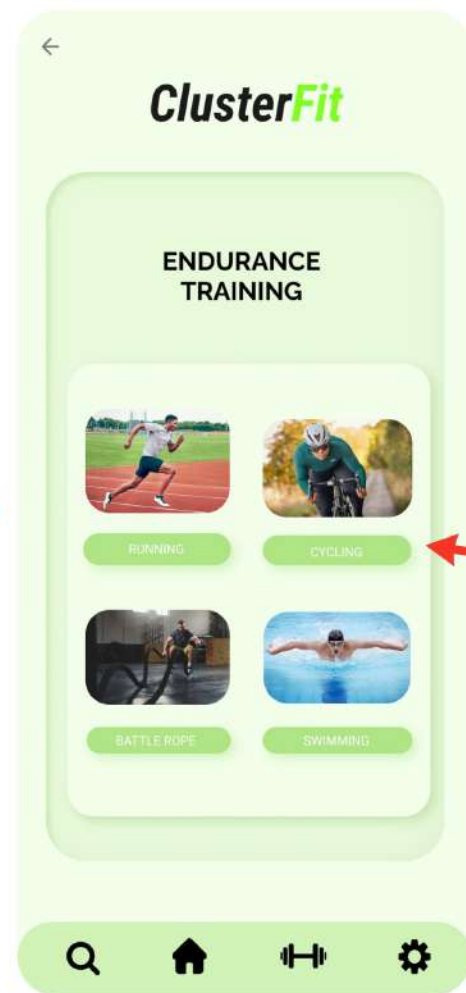 ClusterFit
ENDURANCE
TRAINING
RUNNING
CYCLING
BATTLE ROPE
SWIMMING